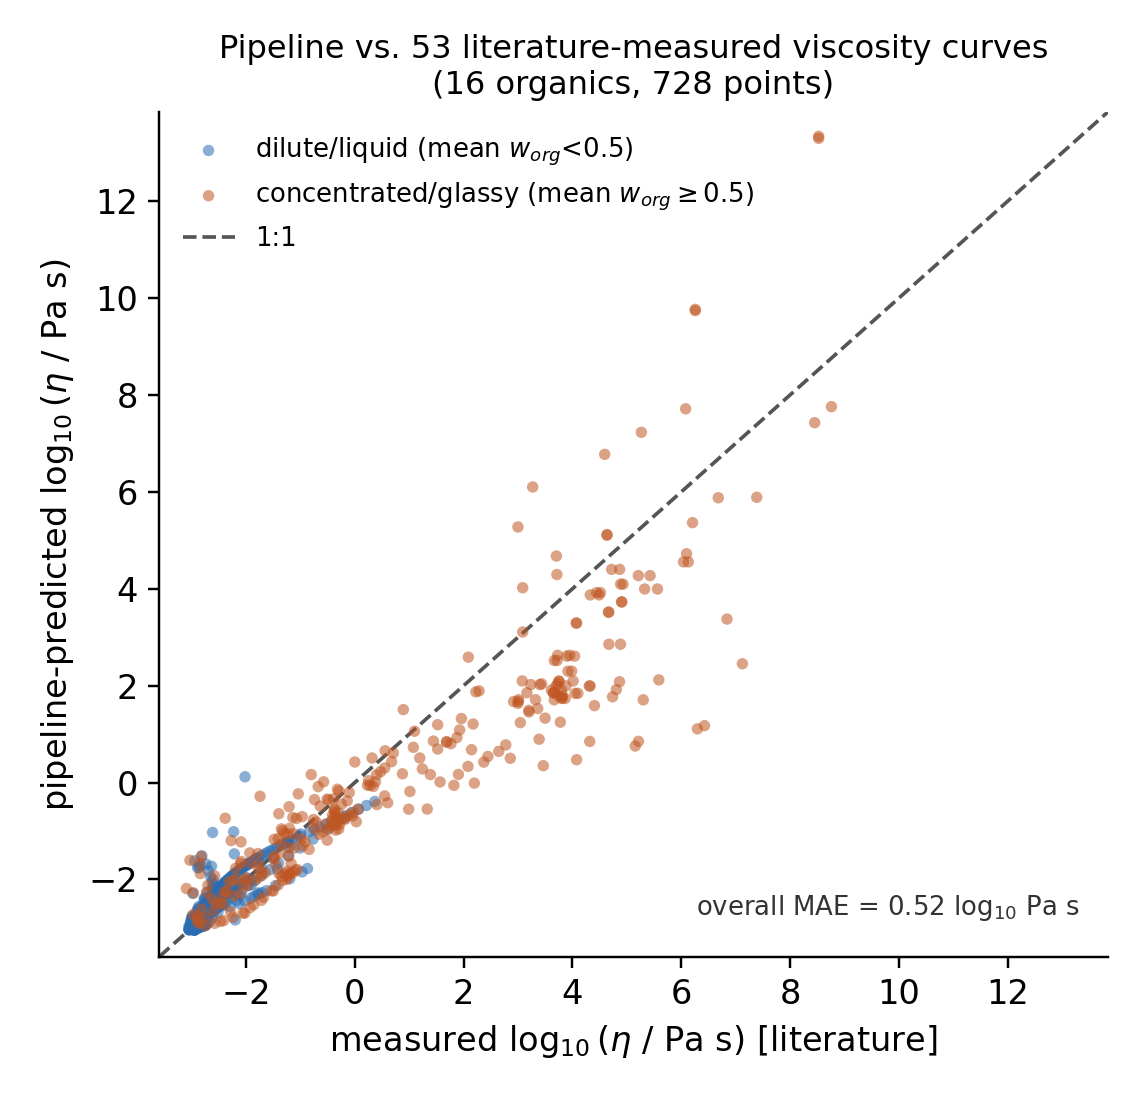 Pipeline vs. 53 literature-measured viscosity curves
(16 organics, 728 points)
dilute/liquid (mean w_org<0.5)
concentrated/glassy (mean w_org ≥ 0.5)
1:1
12
10
8
6
4
2
0
−2
pipeline-predicted log₁₀ (η / Pa s)
overall MAE = 0.52 log₁₀ Pa s
−2 0 2 4 6 8 10 12
measured log₁₀ (η / Pa s) [literature]